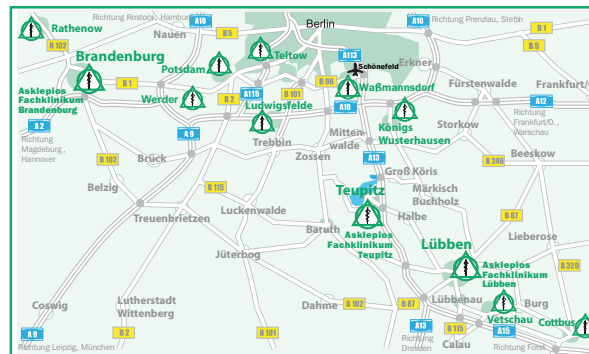 Richtung Rostock, Hamburg
A10
Berlin
A10
Richtung Prenzlau, Stettin
Rathenow
Nauen
B 5
B 1
B 102
Teltow
A113
B 5
Brandenburg
Potsdam
Schönefeld
Erkner
B 1
B 96
Waßmannsdorf
Fürstenwalde
Frankfurt/
Asklepios
Fachklinikum
Brandenburg
Werder
A115
B 101
B 2
Ludwigsfelde
A10
A12
Königs
Wusterhausen
Storkow
Richtung
Frankfurt/O.,
Warschau
A 2
A 9
Trebbin
Mitten-
walde
Richtung
Magdeburg,
Hannover
B 102
Brück
Zossen
A13
B 246
Beeskow
Groß Köris
Belzig
B 115
Teupitz
Märkisch
Buchholz
Treuenbrietzen
Luckenwalde
Halbe
B 87
Baruth
Asklepios
Fachklinikum
Teupitz
Lübben
Lieberose
Jüterbog
Asklepios
Fachklinikum
Lübben
B 320
Coswig
Lutherstadt
Wittenberg
Dahme
B 102
B 87
Lübbenau
Burg
Vetschau
Cottbus
A 9
B 2
B 101
A13
B 115
A15
Calau
Richtung Leipzig, München
Richtung
Dresden
Richtung Forst